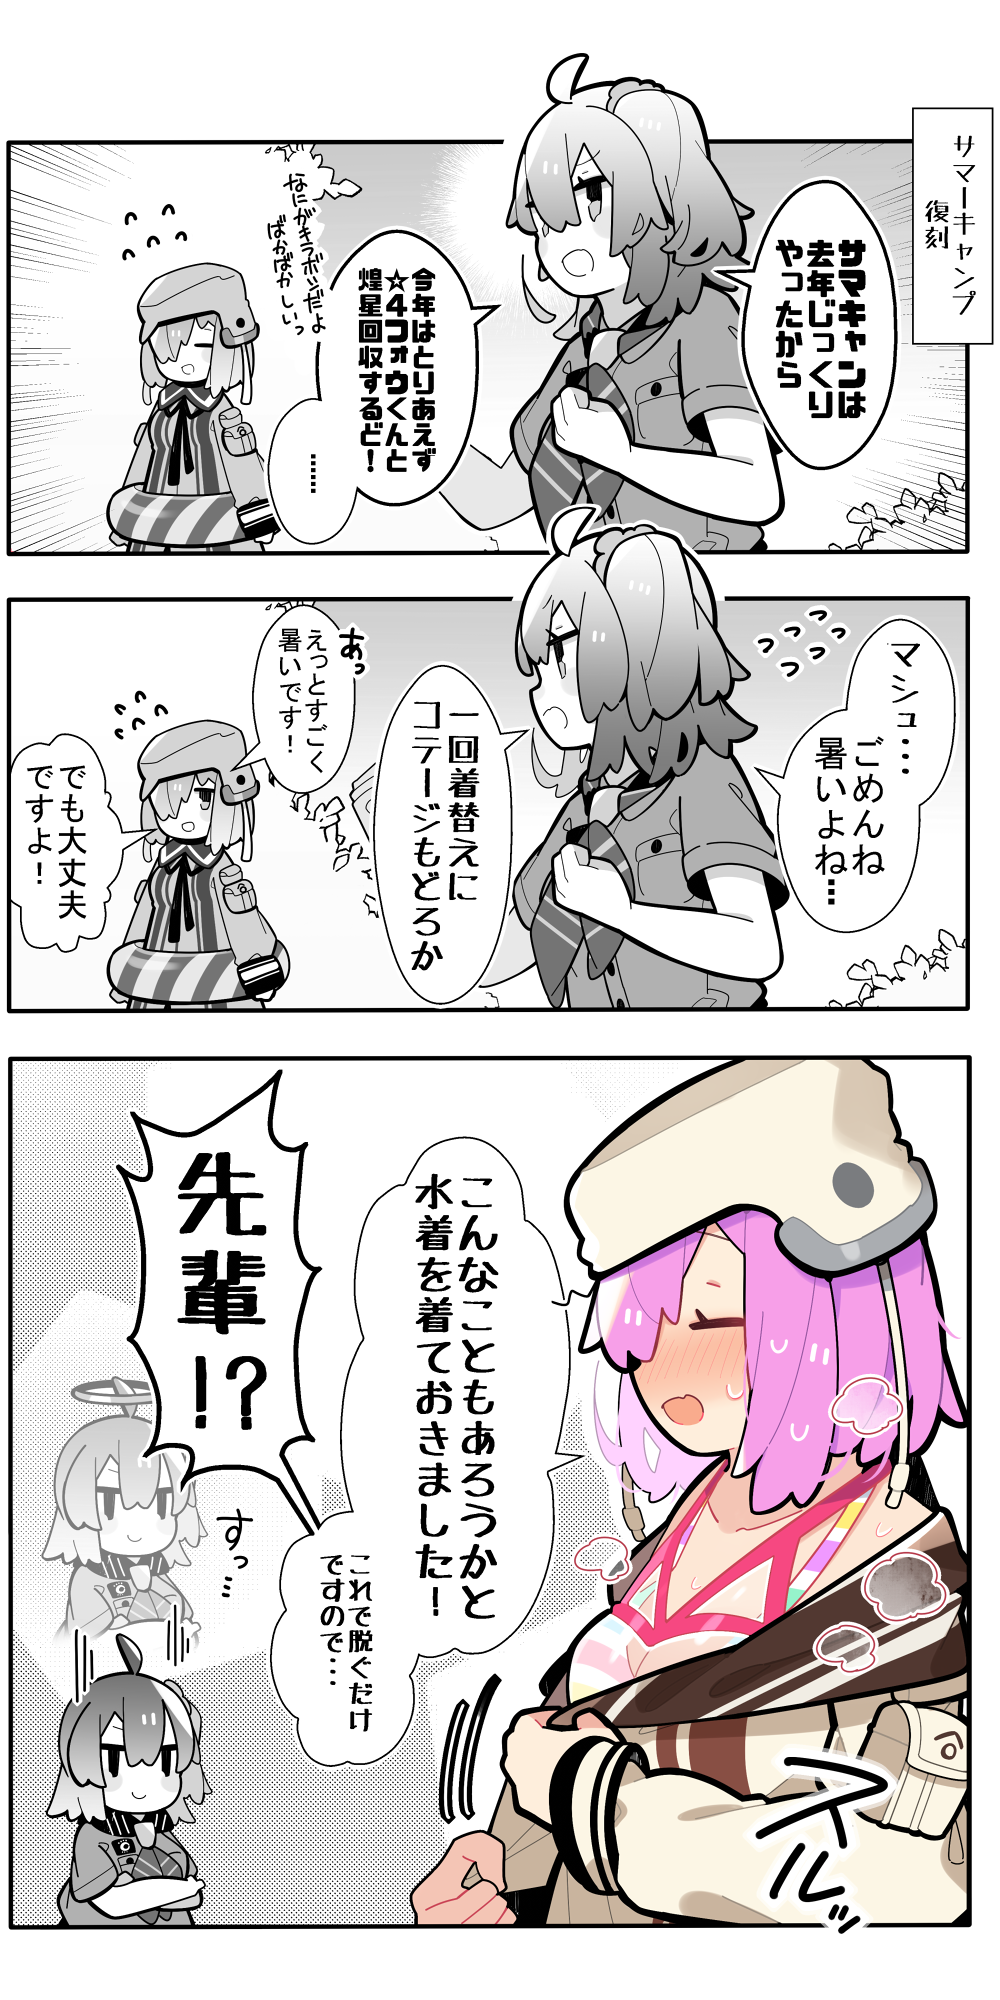 サマーキャンプ
復刻
サマキャンは
去年じっくり
やったから
今年はとりあえず
☆4フォウくんと
煌星回収するど！
なにがキラボシだよ
ばかばかしいっ
……
マシュ…
ごめんね
暑いよね…
一回着替えに
コテージもどろか
あっ
えっとすごく
暑いです！
でも大丈夫
ですよ！
こんなこともあろうかと
水着を着ておきました！
これで脱ぐだけ
ですので…
先輩!?
すっ…
スルッ